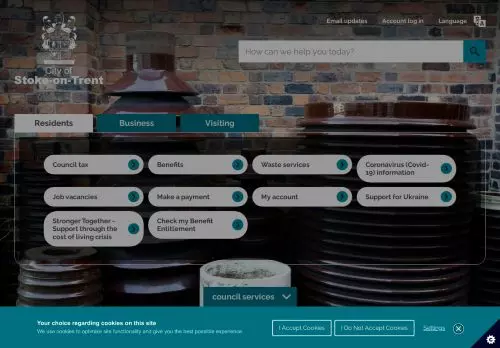 Email updates Account log in Language
City of
Stoke-on-Trent
How can we help you today?
Residents Business Visiting
Council tax Benefits Waste services Coronavirus (Covid-
19) information
Job vacancies Make a payment My account Support for Ukraine
Stronger Together -
Support through the
cost of living crisis
Check my Benefit
Entitlement
council services
Your choice regarding cookies on this site
We use cookies to optimise site functionality and give you the best possible experience.
I Accept Cookies I Do Not Accept Cookies Settings